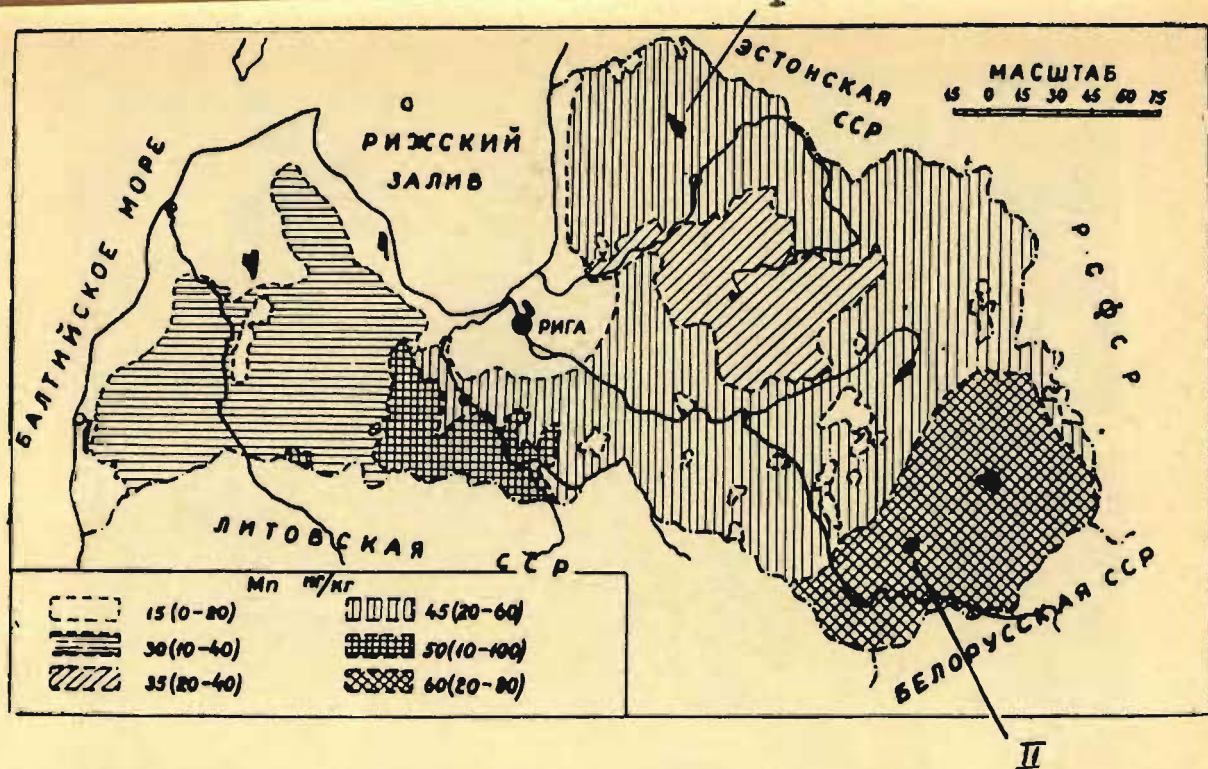 ЭСТОНСКАЯ
ССР
МАСШТАБ
15 0 15 30 45 60 75
РИЖСКИЙ
ЗАЛИВ
БАЛТИЙСКОЕ МОРЕ
РИГА
РСФСР
ЛИТОВСКАЯ
ССР
БЕЛОРУССКАЯ ССР
Mn мг/кг
15 (0-20)
45 (20-60)
30 (10-40)
50 (10-100)
35 (20-40)
60 (20-80)
II